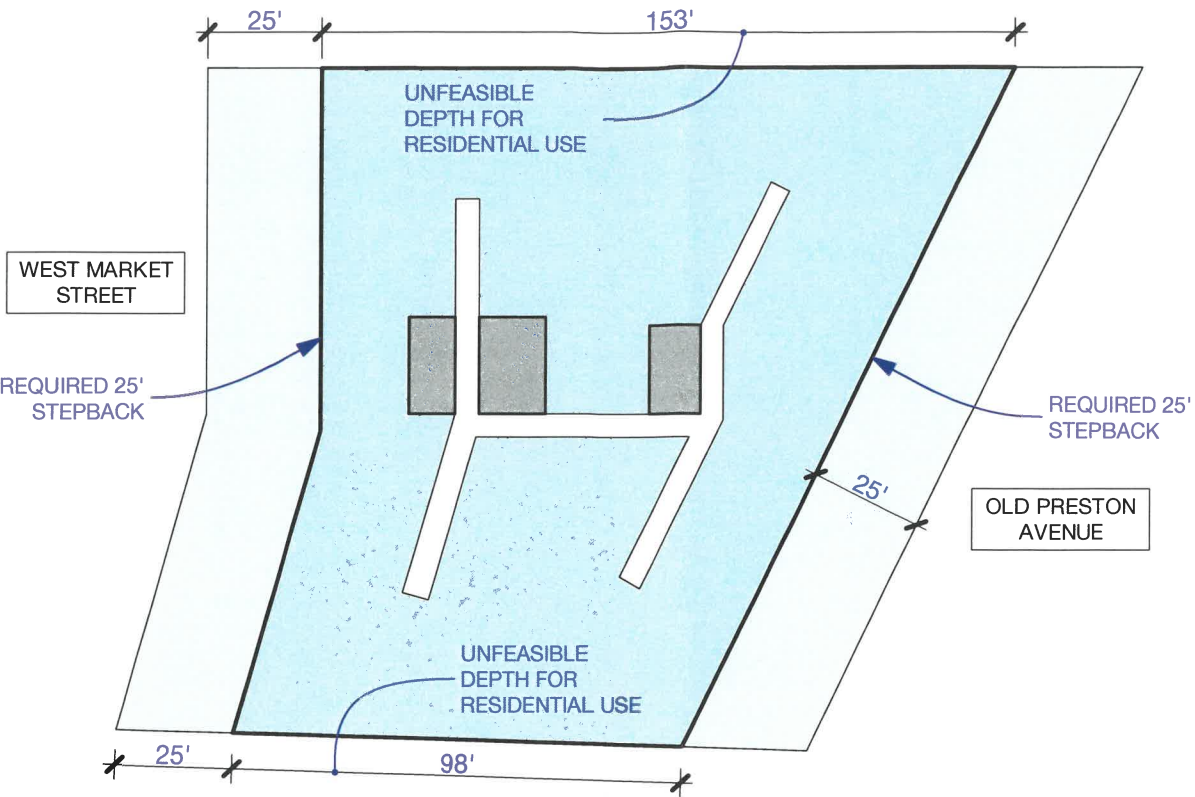 25'
153'
UNFEASIBLE
DEPTH FOR
RESIDENTIAL USE
WEST MARKET
STREET
REQUIRED 25'
STEPBACK
REQUIRED 25'
STEPBACK
25'
OLD PRESTON
AVENUE
UNFEASIBLE
DEPTH FOR
RESIDENTIAL USE
25'
98'